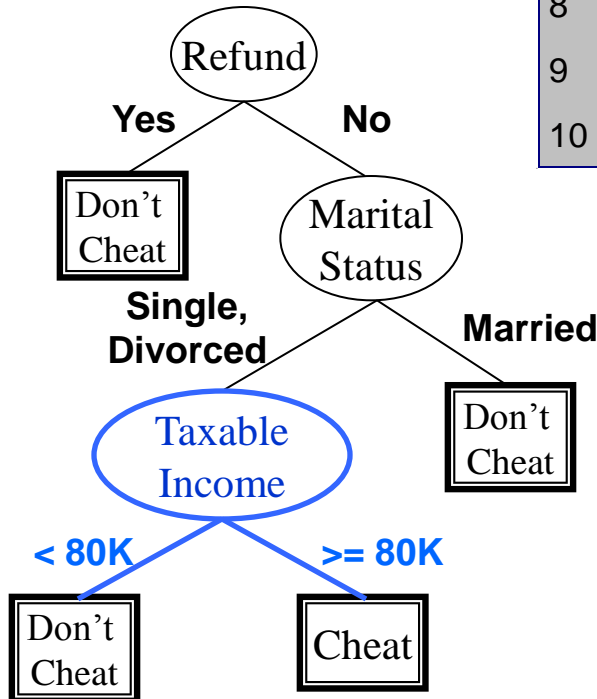 8
9
10
Refund
Yes
No
Don't
Cheat
Marital
Status
Single,
Divorced
Married
Taxable
Income
Don't
Cheat
< 80K
>= 80K
Don't
Cheat
Cheat